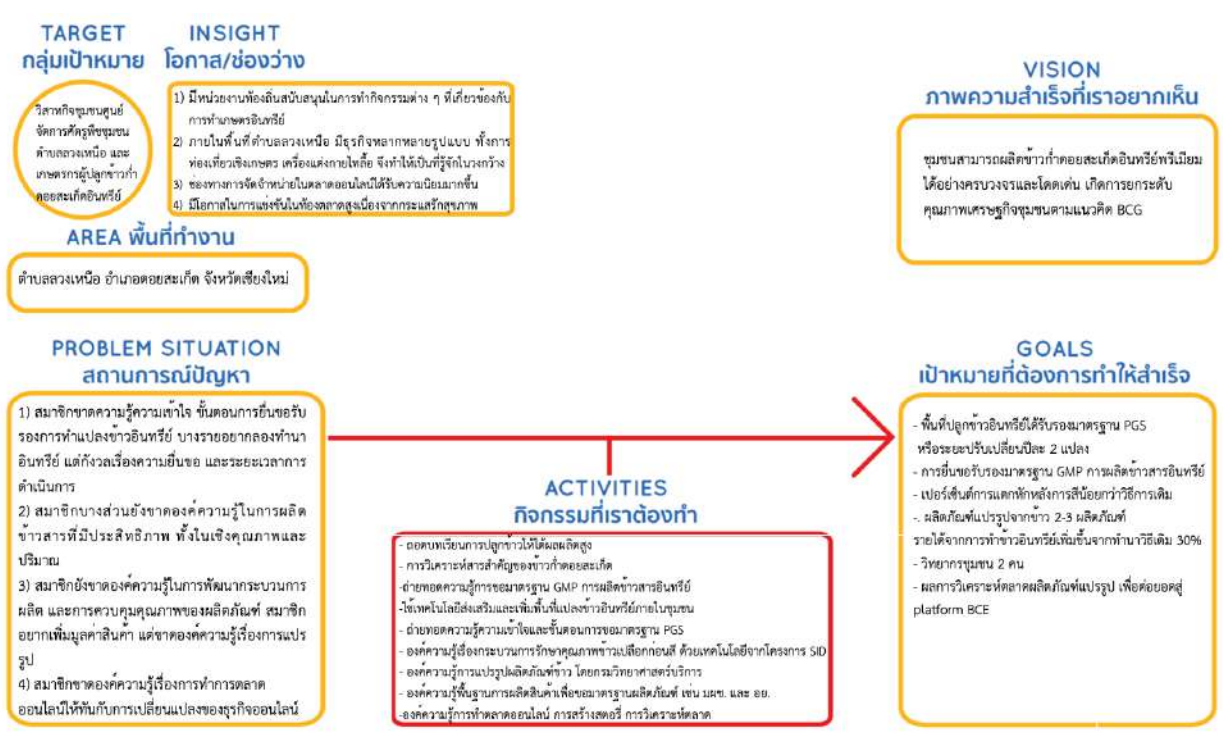 TARGET
กลุ่มเป้าหมาย
วิสาหกิจชุมชนศูนย์
จัดการศัตรูพืชชุมชน
ตำบลลวงเหนือ และ
เกษตรกรผู้ปลูกข้าวก่ำ
ดอยสะเก็ดอินทรีย์
INSIGHT
โอกาส/ช่องว่าง
1) มีหน่วยงานท้องถิ่นสนับสนุนในการทำกิจกรรมต่าง ๆ ที่เกี่ยวข้องกับ
การทำเกษตรอินทรีย์
2) ภายในพื้นที่ตำบลลวงเหนือ มีธุรกิจหลากหลายรูปแบบ ทั้งการ
ท่องเที่ยวเชิงเกษตร เครื่องแต่งกายไทลื้อ จึงทำให้เป็นที่รู้จักในวงกว้าง
3) ช่องทางการจัดจำหน่ายในตลาดออนไลน์ได้รับความนิยมมากขึ้น
4) มีโอกาสในการแข่งขันในท้องตลาดสูงเนื่องจากกระแสรักสุขภาพ
AREA พื้นที่ทำงาน
ตำบลลวงเหนือ อำเภอดอยสะเก็ด จังหวัดเชียงใหม่
VISION
ภาพความสำเร็จที่เราอยากเห็น
ชุมชนสามารถผลิตข้าวก่ำดอยสะเก็ดอินทรีย์พรีเมียม
ได้อย่างครบวงจรและโดดเด่น เกิดการยกระดับ
คุณภาพเศรษฐกิจชุมชนตามแนวคิด BCG
PROBLEM SITUATION
สถานการณ์ปัญหา
1) สมาชิกขาดความรู้ความเข้าใจ ขั้นตอนการยื่นขอรับ
รองการทำแปลงข้าวอินทรีย์ บางรายอยากลองทำนา
อินทรีย์ แต่กังวลเรื่องความยื่นขอ และระยะเวลาการ
ดำเนินการ
2) สมาชิกบางส่วนยังขาดองค์ความรู้ในการผลิต
ข้าวสารที่มีประสิทธิภาพ ทั้งในเชิงคุณภาพและ
ปริมาณ
3) สมาชิกยังขาดองค์ความรู้ในการพัฒนากระบวนการ
ผลิต และการควบคุมคุณภาพของผลิตภัณฑ์ สมาชิก
อยากเพิ่มมูลค่าสินค้า แต่ขาดองค์ความรู้เรื่องการแปร
รูป
4) สมาชิกขาดองค์ความรู้เรื่องการทำการตลาด
ออนไลน์ให้ทันกับการเปลี่ยนแปลงของธุรกิจออนไลน์
ACTIVITIES
กิจกรรมที่เราต้องทำ
- ถอดบทเรียนการปลูกข้าวให้ได้ผลผลิตสูง
- การวิเคราะห์สารสำคัญของข้าวก่ำดอยสะเก็ด
-ถ่ายทอดความรู้การขอมาตรฐาน GMP การผลิตข้าวสารอินทรีย์
-ใช้เทคโนโลยีส่งเสริมและเพิ่มพื้นที่แปลงข้าวอินทรีย์ภายในชุมชน
- ถ่ายทอดความรู้ความเข้าใจและขั้นตอนการขอมาตรฐาน PGS
- องค์ความรู้เรื่องกระบวนการรักษาคุณภาพข้าวเปลือกก่อนสี ด้วยเทคโนโลยีจากโครงการ SID
- องค์ความรู้การแปรรูปผลิตภัณฑ์ข้าว โดยกรมวิทยาศาสตร์บริการ
- องค์ความรู้พื้นฐานการผลิตสินค้าเพื่อขอมาตรฐานผลิตภัณฑ์ เช่น มผช. และ อย.
-องค์ความรู้การทำตลาดออนไลน์ การสร้างสตอรี่ การวิเคราะห์ตลาด
GOALS
เป้าหมายที่ต้องการทำให้สำเร็จ
- พื้นที่ปลูกข้าวอินทรีย์ได้รับรองมาตรฐาน PGS
หรือระยะปรับเปลี่ยนปีละ 2 แปลง
- การยื่นขอรับรองมาตรฐาน GMP การผลิตข้าวสารอินทรีย์
- เปอร์เซ็นต์การแตกหักหลังการสีน้อยกว่าวิธีการเดิม
-. ผลิตภัณฑ์แปรรูปจากข้าว 2-3 ผลิตภัณฑ์
รายได้จากการทำข้าวอินทรีย์เพิ่มขึ้นจากทำนาวิธีเดิม 30%
- วิทยากรชุมชน 2 คน
- ผลการวิเคราะห์ตลาดผลิตภัณฑ์แปรรูป เพื่อต่อยอดสู่
platform BCE